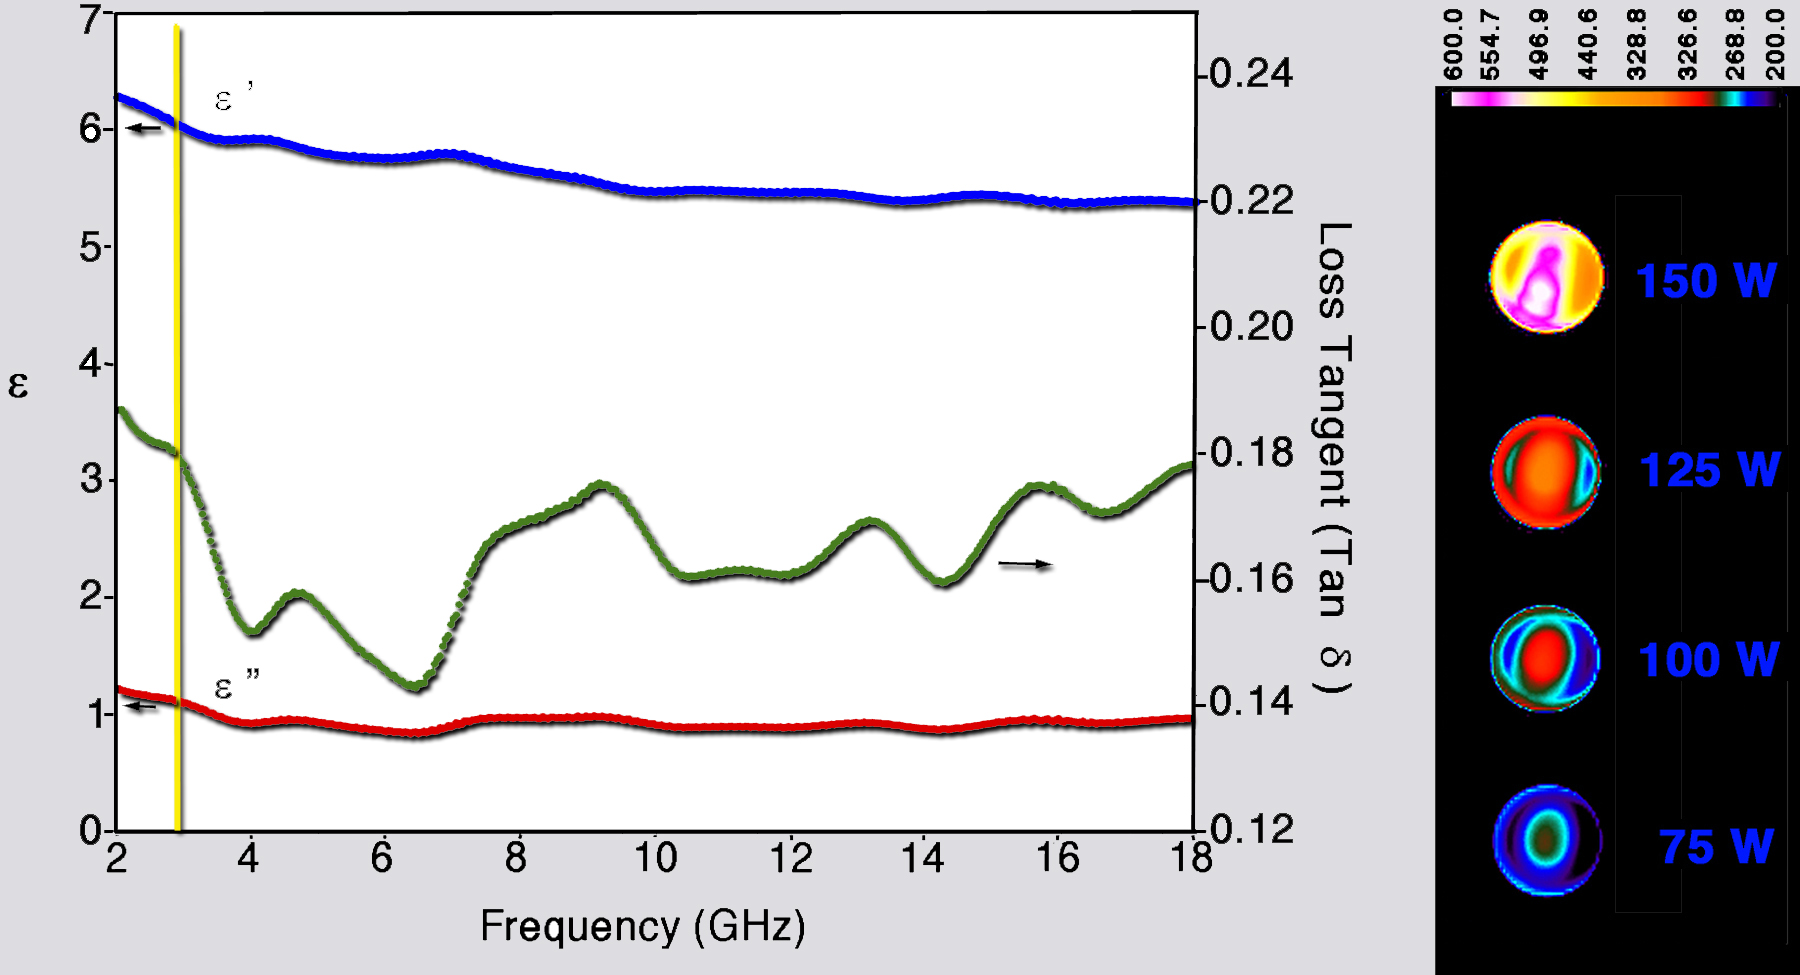 7
6
5
4
3
2
1
0
ε
ε ’
ε ”
2 4 6 8 10 12 14 16 18
Frequency (GHz)
0.24
0.22
0.20
0.18
0.16
0.14
0.12
Loss Tangent (Tan δ )
600.0
554.7
496.9
440.6
328.8
326.6
268.8
200.0
150 W
125 W
100 W
75 W